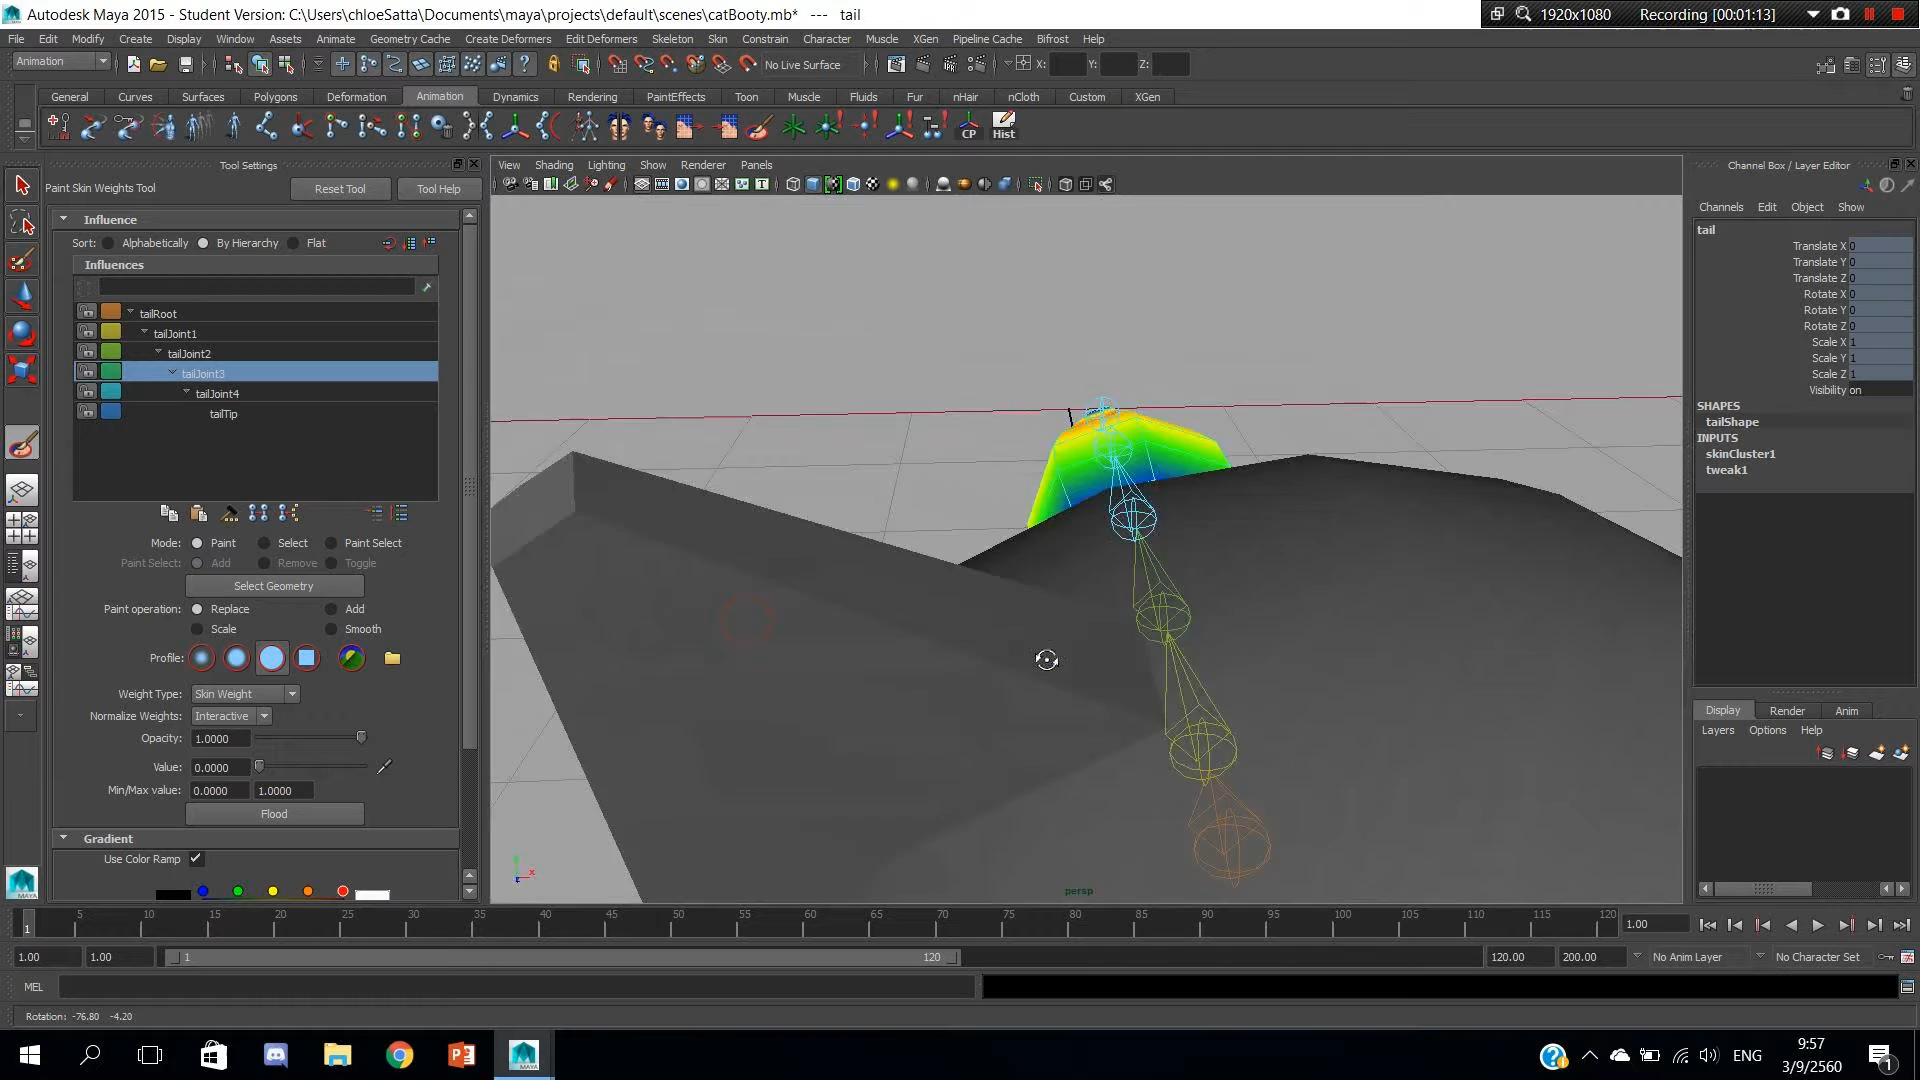 Autodesk Maya 2015 - Student Version: C:\Users\chloeSatta\Documents\maya\projects\default\scenes\catBooty.mb* --- tail
1920x1080 Recording [00:01:13]
File Edit Modify Create Display Window Assets Animate Geometry Cache Create Deformers Edit Deformers Skeleton Skin Constrain Character Muscle XGen Pipeline Cache Bifrost Help
Animation No Live Surface X: Y: Z:
General Curves Surfaces Polygons Deformation Animation Dynamics Rendering PaintEffects Toon Muscle Fluids Fur nHair nCloth Custom XGen
CP Hist
Tool Settings
Paint Skin Weights Tool Reset Tool Tool Help
Influence
Sort: Alphabetically By Hierarchy Flat
Influences
tailRoot
tailJoint1
tailJoint2
tailJoint3
tailJoint4
tailTip
Mode: Paint Select Paint Select
Paint Select: Add Remove Toggle
Select Geometry
Paint operation: Replace Add
Scale Smooth
Profile:
Weight Type: Skin Weight
Normalize Weights: Interactive
Opacity: 1.0000
Value: 0.0000
Min/Max value: 0.0000 1.0000
Flood
Gradient
Use Color Ramp
View Shading Lighting Show Renderer Panels
persp
Channel Box / Layer Editor
Channels Edit Object Show
tail
Translate X 0
Translate Y 0
Translate Z 0
Rotate X 0
Rotate Y 0
Rotate Z 0
Scale X 1
Scale Y 1
Scale Z 1
Visibility on
SHAPES
tailShape
INPUTS
skinCluster1
tweak1
Display Render Anim
Layers Options Help
1 5 10 15 20 25 30 35 40 45 50 55 60 65 70 75 80 85 90 95 100 105 110 115 120 1.00
1.00 1.00 1 120 120.00 200.00 No Anim Layer No Character Set
MEL
Rotation: -76.80 -4.20
ENG
9:57
3/9/2560
1